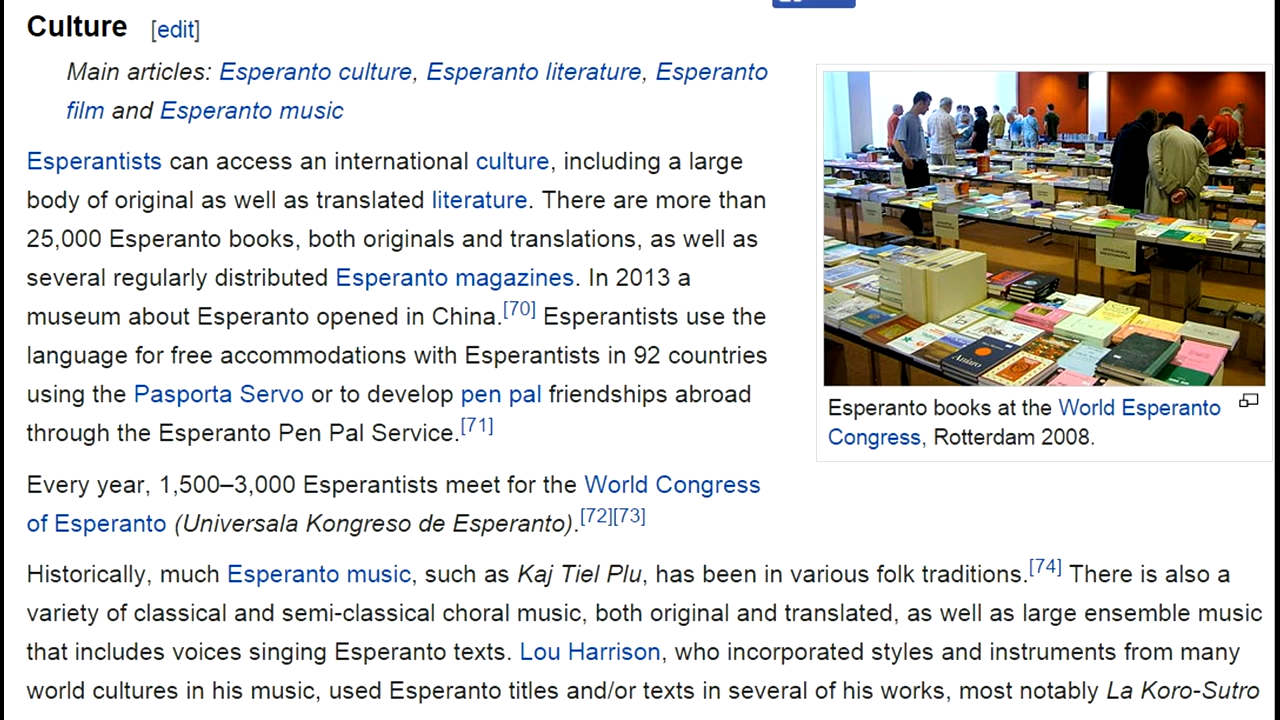 Culture [edit]
Main articles: Esperanto culture, Esperanto literature, Esperanto
film and Esperanto music
Esperantists can access an international culture, including a large
body of original as well as translated literature. There are more than
25,000 Esperanto books, both originals and translations, as well as
several regularly distributed Esperanto magazines. In 2013 a
museum about Esperanto opened in China.[70] Esperantists use the
language for free accommodations with Esperantists in 92 countries
using the Pasporta Servo or to develop pen pal friendships abroad
through the Esperanto Pen Pal Service.[71]
Esperanto books at the World Esperanto
Congress, Rotterdam 2008.
Every year, 1,500–3,000 Esperantists meet for the World Congress
of Esperanto (Universala Kongreso de Esperanto).[72][73]
Historically, much Esperanto music, such as Kaj Tiel Plu, has been in various folk traditions.[74] There is also a
variety of classical and semi-classical choral music, both original and translated, as well as large ensemble music
that includes voices singing Esperanto texts. Lou Harrison, who incorporated styles and instruments from many
world cultures in his music, used Esperanto titles and/or texts in several of his works, most notably La Koro-Sutro